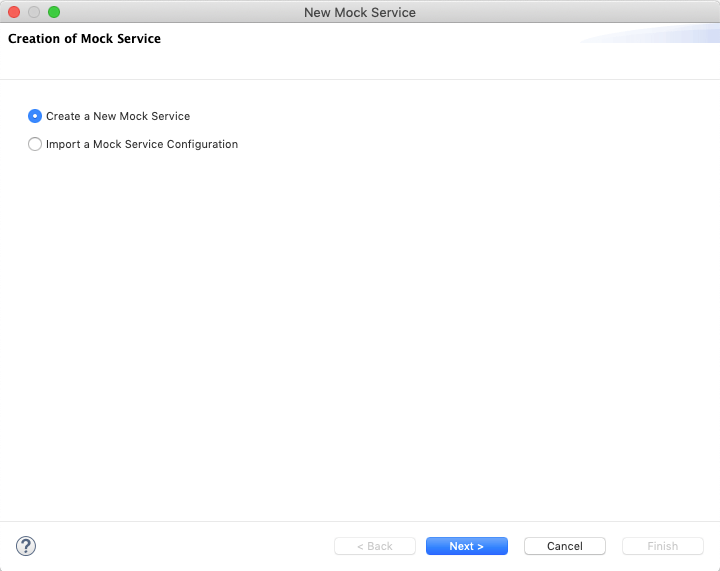 New Mock Service
Creation of Mock Service
Create a New Mock Service
Import a Mock Service Configuration
?
< Back
Next >
Cancel
Finish